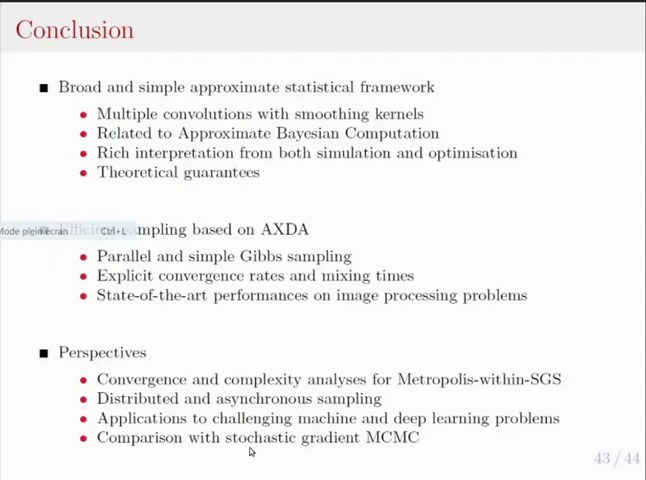 Conclusion
Broad and simple approximate statistical framework
Multiple convolutions with smoothing kernels
Related to Approximate Bayesian Computation
Rich interpretation from both simulation and optimisation
Theoretical guarantees
Mode plein écran Ctrl+L
Efficient sampling based on AXDA
Parallel and simple Gibbs sampling
Explicit convergence rates and mixing times
State-of-the-art performances on image processing problems
Perspectives
Convergence and complexity analyses for Metropolis-within-SGS
Distributed and asynchronous sampling
Applications to challenging machine and deep learning problems
Comparison with stochastic gradient MCMC
43 / 44